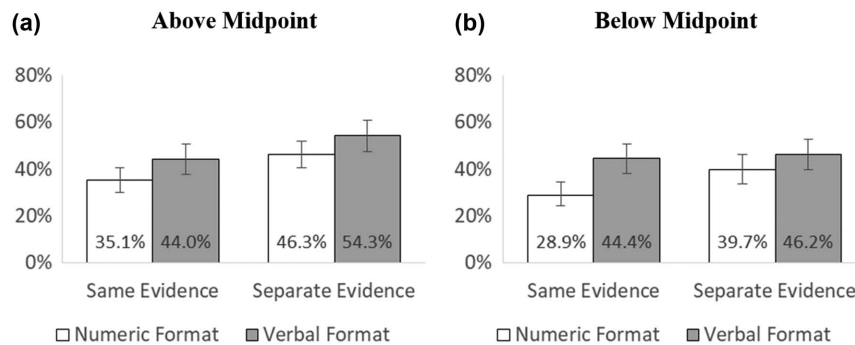 (a) Above Midpoint
80%
60%
40%
20%
0%
35.1% 44.0% 46.3% 54.3%
Same Evidence Separate Evidence
Numeric Format Verbal Format
(b) Below Midpoint
80%
60%
40%
20%
0%
28.9% 44.4% 39.7% 46.2%
Same Evidence Separate Evidence
Numeric Format Verbal Format